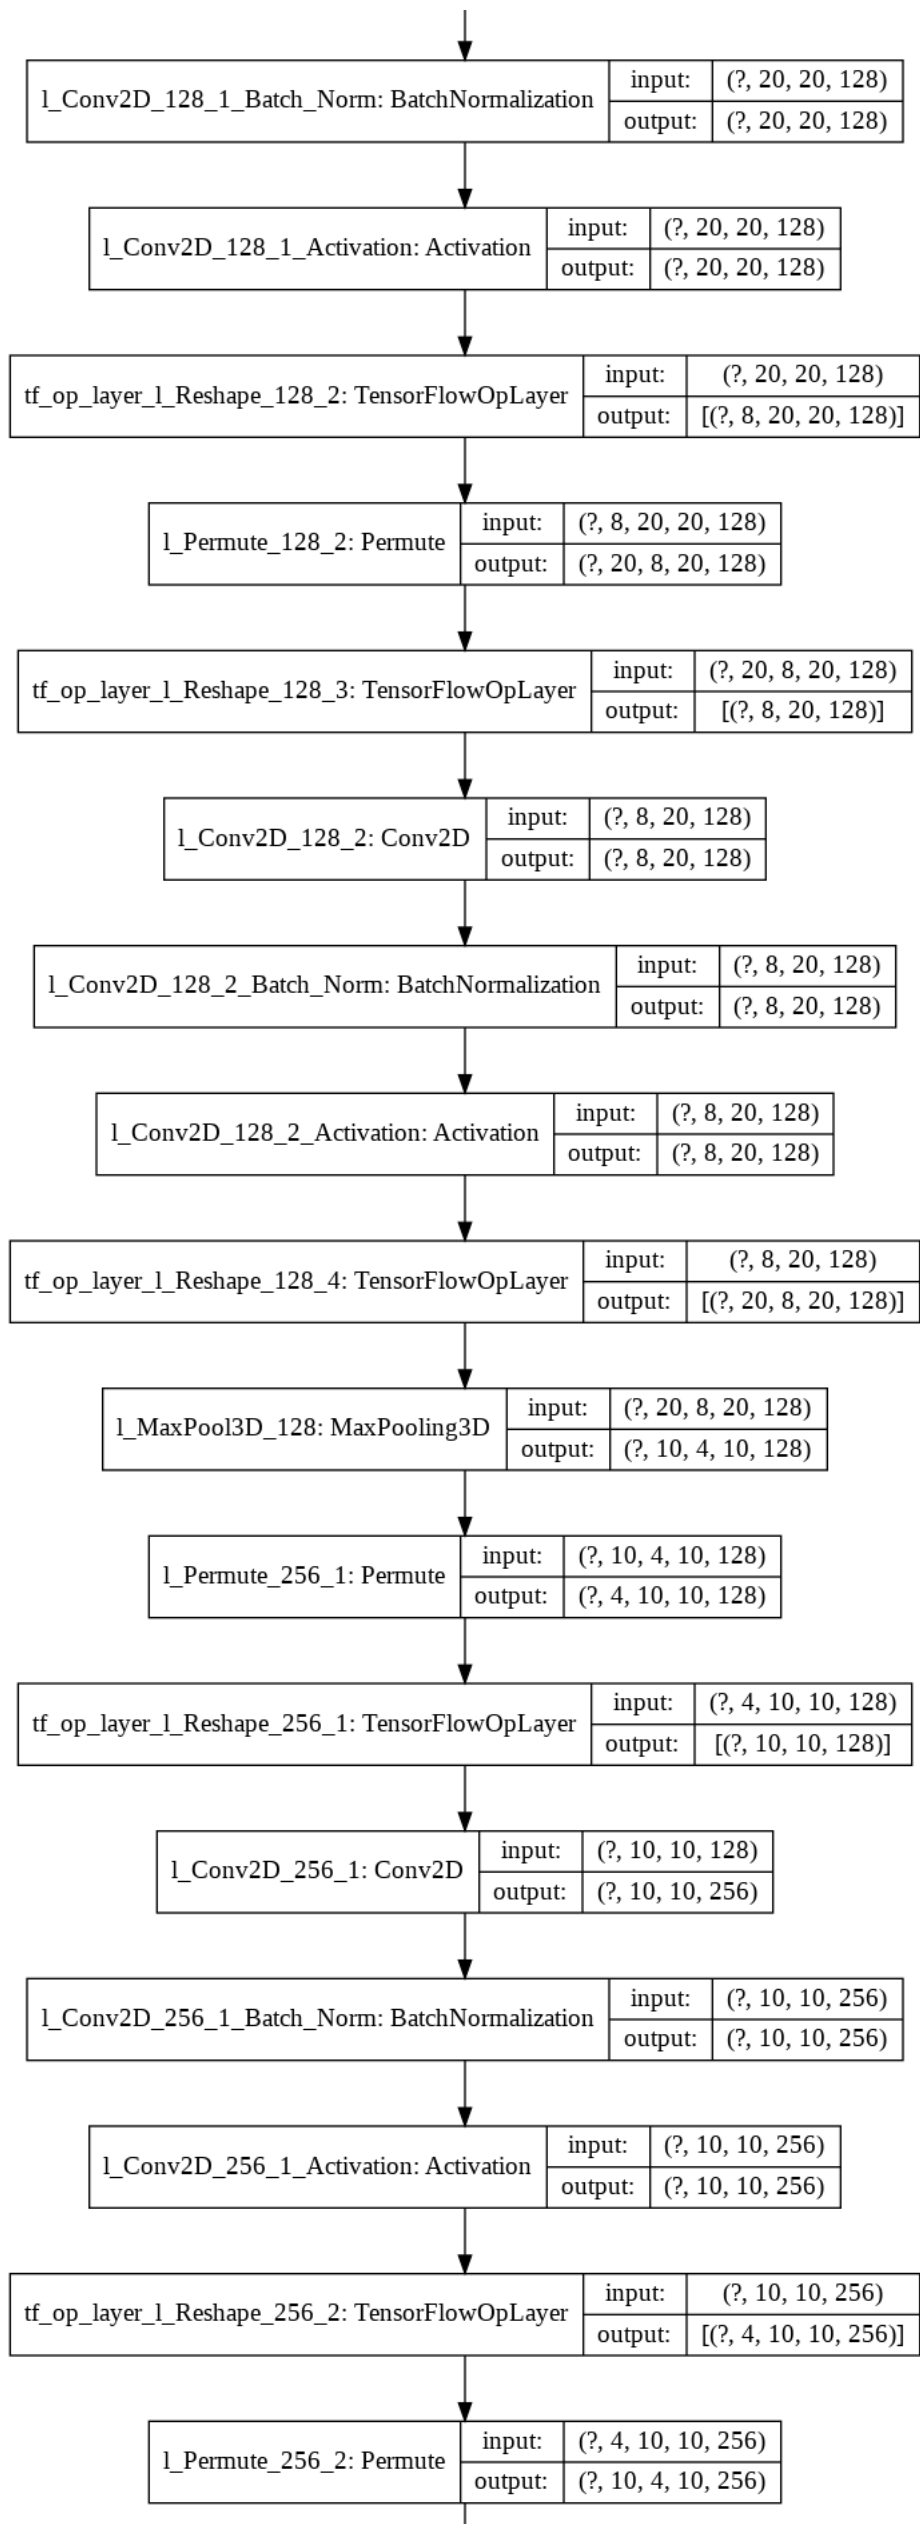 l_Conv2D_128_1_Batch_Norm: BatchNormalization
input: (?, 20, 20, 128)
output: (?, 20, 20, 128)
l_Conv2D_128_1_Activation: Activation
input: (?, 20, 20, 128)
output: (?, 20, 20, 128)
tf_op_layer_l_Reshape_128_2: TensorFlowOpLayer
input: (?, 20, 20, 128)
output: [(?, 8, 20, 20, 128)]
l_Permute_128_2: Permute
input: (?, 8, 20, 20, 128)
output: (?, 20, 8, 20, 128)
tf_op_layer_l_Reshape_128_3: TensorFlowOpLayer
input: (?, 20, 8, 20, 128)
output: [(?, 8, 20, 128)]
l_Conv2D_128_2: Conv2D
input: (?, 8, 20, 128)
output: (?, 8, 20, 128)
l_Conv2D_128_2_Batch_Norm: BatchNormalization
input: (?, 8, 20, 128)
output: (?, 8, 20, 128)
l_Conv2D_128_2_Activation: Activation
input: (?, 8, 20, 128)
output: (?, 8, 20, 128)
tf_op_layer_l_Reshape_128_4: TensorFlowOpLayer
input: (?, 8, 20, 128)
output: [(?, 20, 8, 20, 128)]
l_MaxPool3D_128: MaxPooling3D
input: (?, 20, 8, 20, 128)
output: (?, 10, 4, 10, 128)
l_Permute_256_1: Permute
input: (?, 10, 4, 10, 128)
output: (?, 4, 10, 10, 128)
tf_op_layer_l_Reshape_256_1: TensorFlowOpLayer
input: (?, 4, 10, 10, 128)
output: [(?, 10, 10, 128)]
l_Conv2D_256_1: Conv2D
input: (?, 10, 10, 128)
output: (?, 10, 10, 256)
l_Conv2D_256_1_Batch_Norm: BatchNormalization
input: (?, 10, 10, 256)
output: (?, 10, 10, 256)
l_Conv2D_256_1_Activation: Activation
input: (?, 10, 10, 256)
output: (?, 10, 10, 256)
tf_op_layer_l_Reshape_256_2: TensorFlowOpLayer
input: (?, 10, 10, 256)
output: [(?, 4, 10, 10, 256)]
l_Permute_256_2: Permute
input: (?, 4, 10, 10, 256)
output: (?, 10, 4, 10, 256)